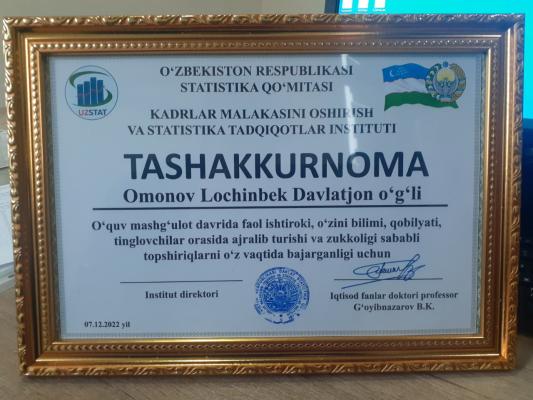 O‘ZBEKISTON RESPUBLIKASI
STATISTIKA QO‘MITASI
UZSTAT
KADRLAR MALAKASINI OSHIRISH
VA STATISTIKA TADQIQOTLAR INSTITUTI
TASHAKKURNOMA
Omonov Lochinbek Davlatjon o‘g‘li
O‘quv mashg‘ulot davrida faol ishtiroki, o‘zini bilimi, qobilyati,
tinglovchilar orasida ajralib turishi va zukkoligi sababli
topshiriqlarni o‘z vaqtida bajarganligi uchun
Institut direktori
Iqtisod fanlar doktori professor
G‘oyibnazarov B.K.
07.12.2022 yil